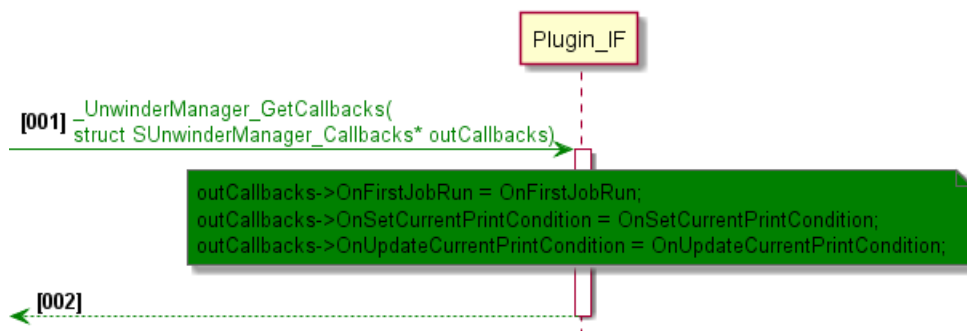 Plugin_IF
[001] _UnwinderManager_GetCallbacks(
struct SUnwinderManager_Callbacks* outCallbacks)
outCallbacks->OnFirstJobRun = OnFirstJobRun;
outCallbacks->OnSetCurrentPrintCondition = OnSetCurrentPrintCondition;
outCallbacks->OnUpdateCurrentPrintCondition = OnUpdateCurrentPrintCondition;
[002]